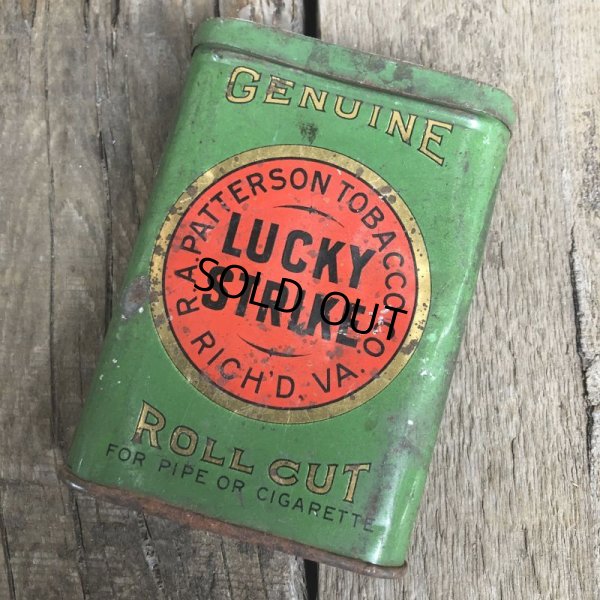 GENUINE
R.A. PATTERSON TOBACCO CO.
LUCKY
STRIKE
SOLD OUT
RICH'D VA.
ROLL CUT
FOR PIPE OR CIGARETTE